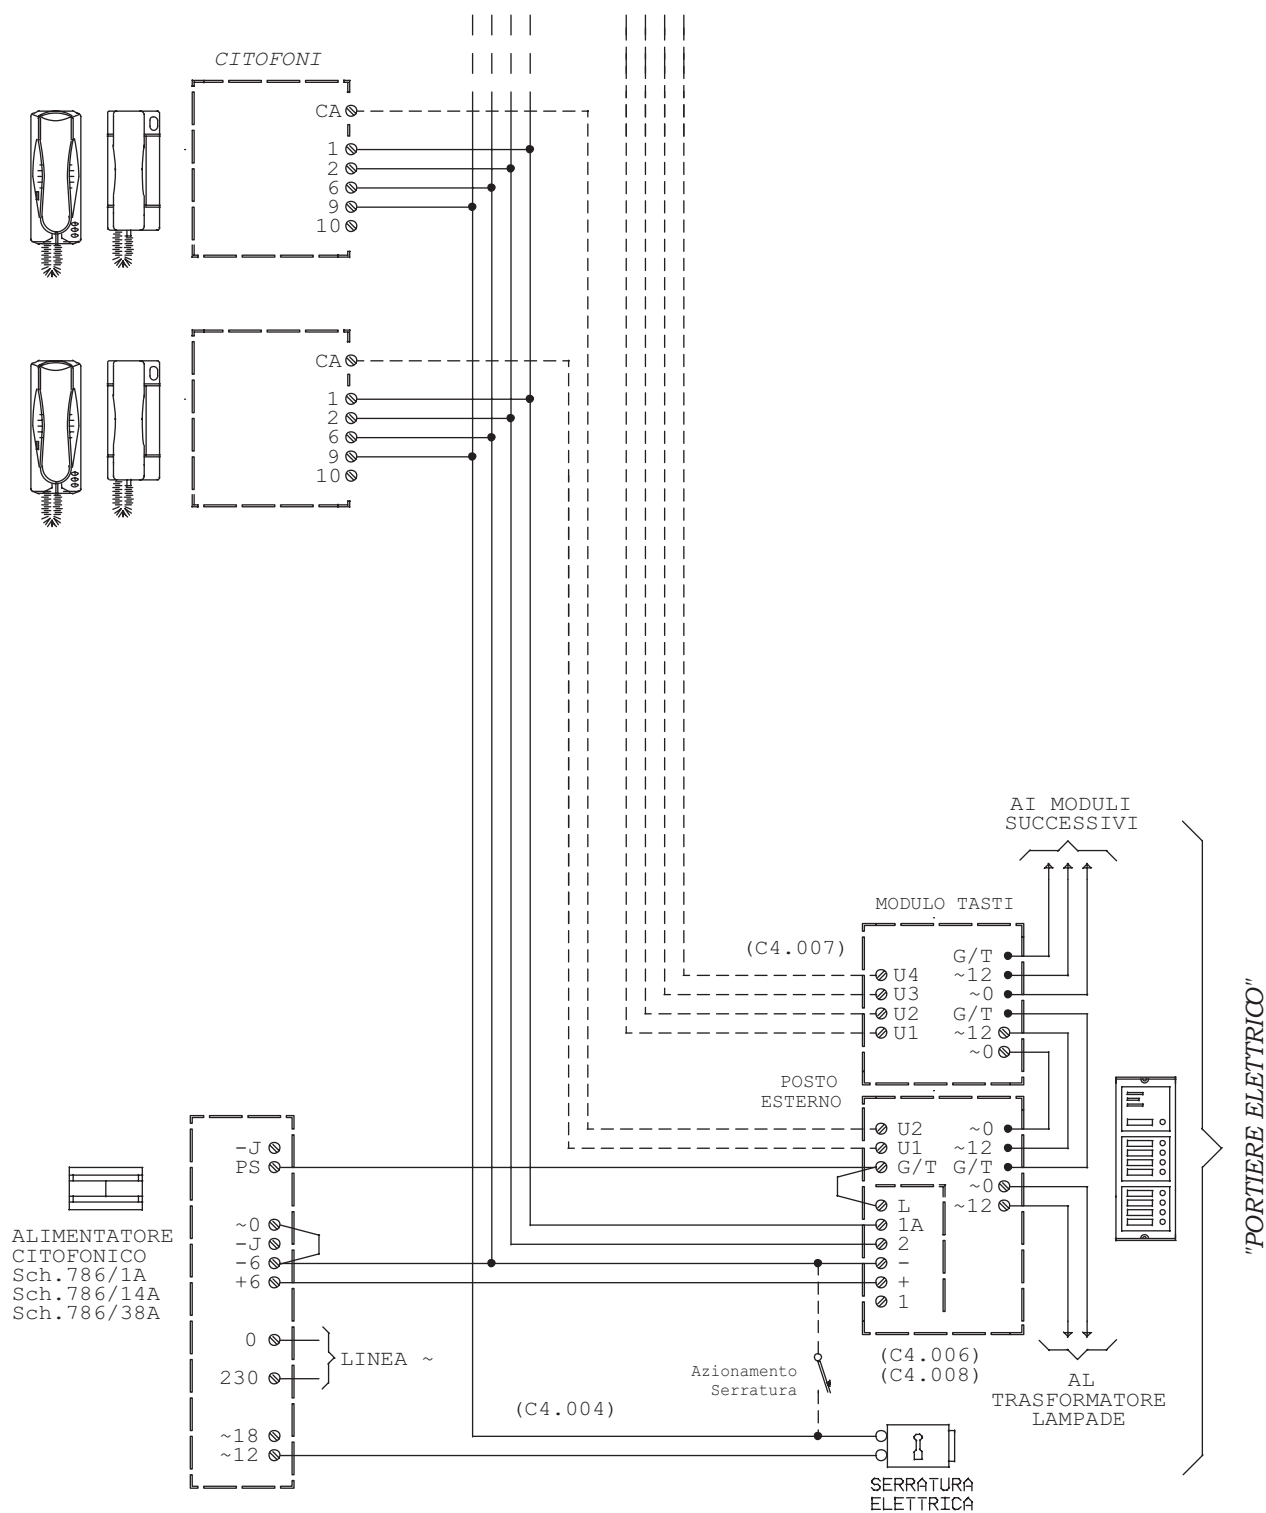 CITOFONI
CA
1
2
6
9
10
CA
1
2
6
9
10
AI MODULI
SUCCESSIVI
MODULO TASTI
(C4.007)
G/T
U4 ~12
U3 ~0
U2 G/T
U1 ~12
~0
POSTO
ESTERNO
U2 ~0
U1 ~12
G/T G/T
~0
L ~12
1A
2
-
+
1
(C4.006)
(C4.008)
-J
PS
~0
-J
-6
+6
0
230
~18
~12
ALIMENTATORE
CITOFONICO
Sch.786/1A
Sch.786/14A
Sch.786/38A
LINEA ~
(C4.004)
Azionamento
Serratura
AL
TRASFORMATORE
LAMPADE
SERRATURA
ELETTRICA
"PORTIERE ELETTRICO"